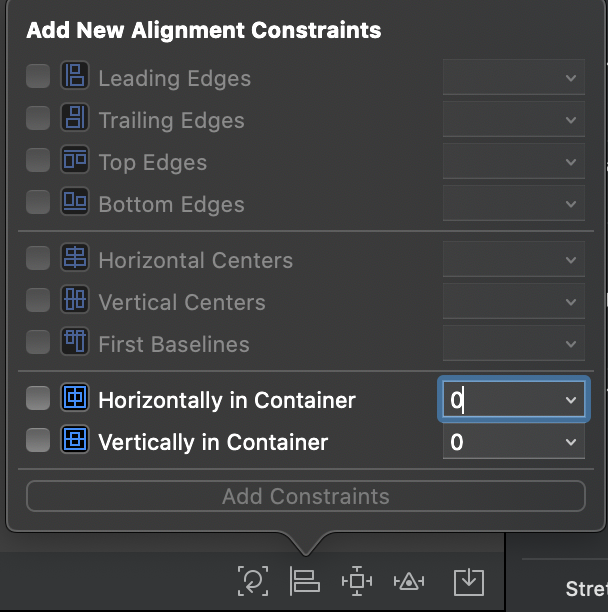 Add New Alignment Constraints
Leading Edges
Trailing Edges
Top Edges
Bottom Edges
Horizontal Centers
Vertical Centers
First Baselines
Horizontally in Container 0
Vertically in Container 0
Add Constraints
Stre